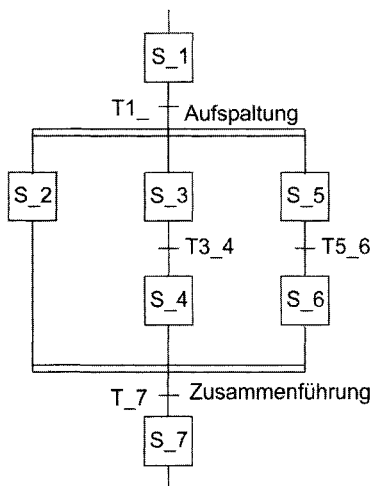 S_1
T1_ Aufspaltung
S_2 S_3 S_5
T3_4 T5_6
S_4 S_6
T_7 Zusammenführung
S_7